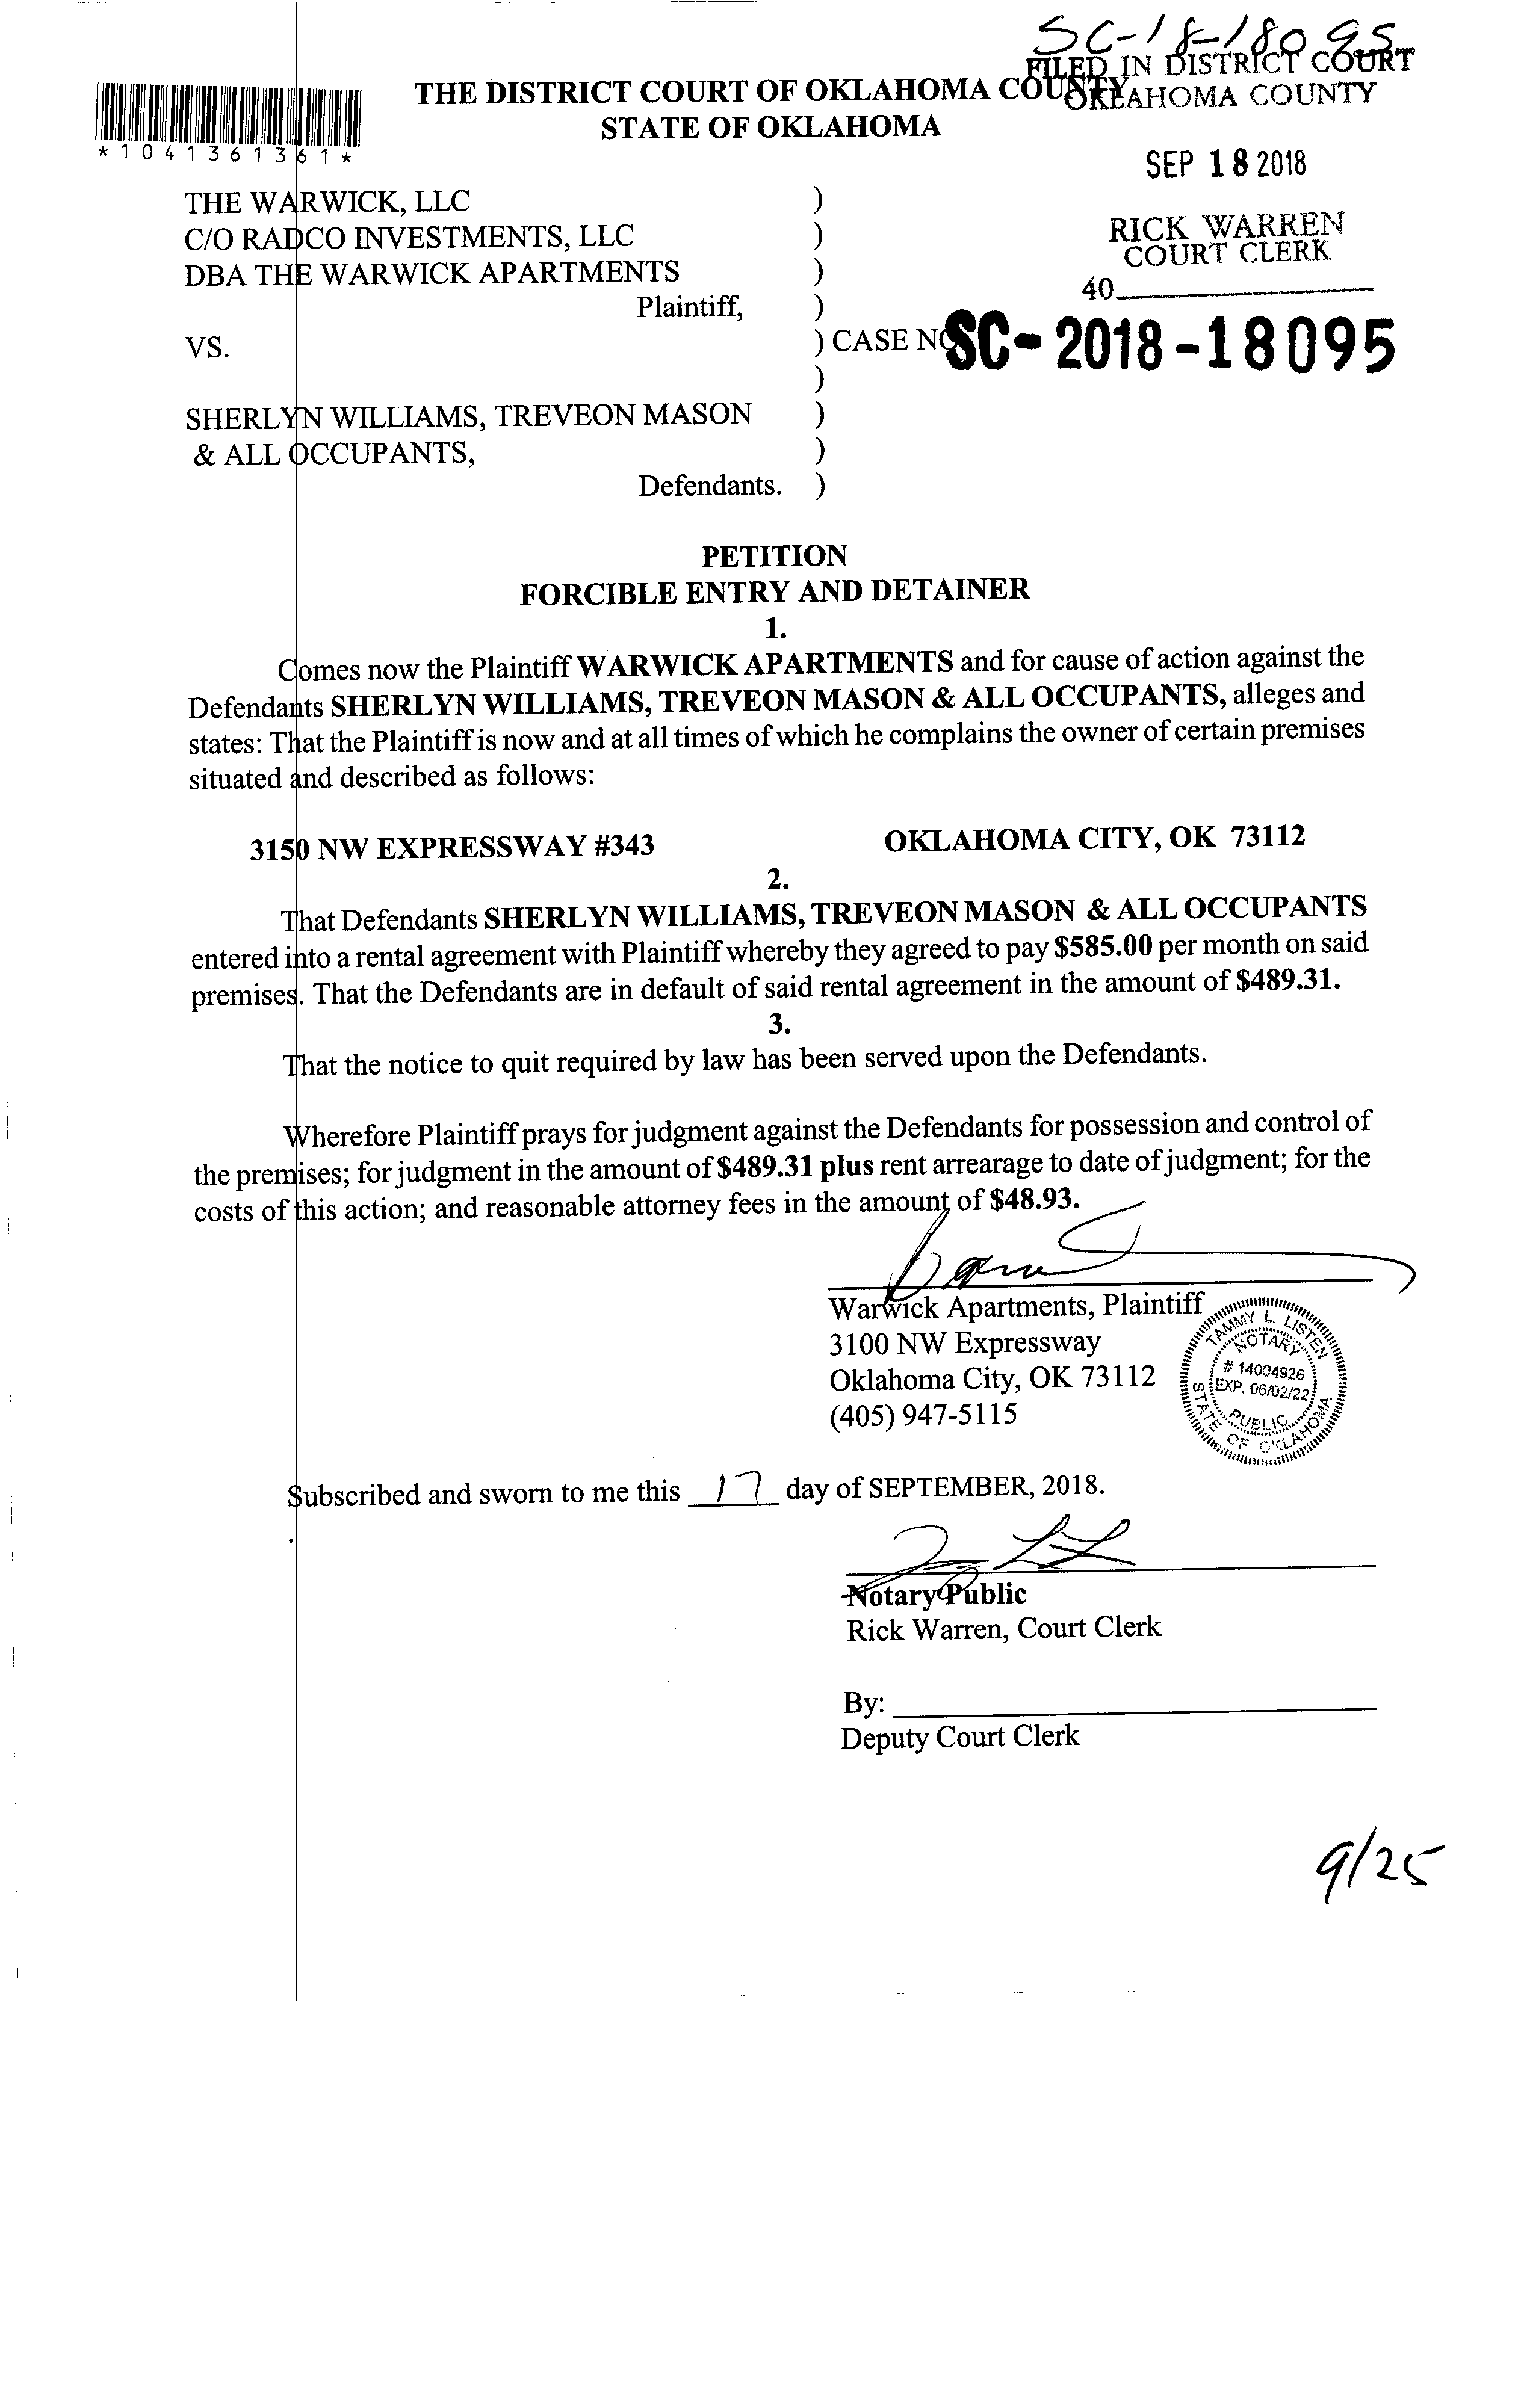 SC-18-18095
FILED IN DISTRICT COURT
OKLAHOMA COUNTY
THE DISTRICT COURT OF OKLAHOMA COUNTY
STATE OF OKLAHOMA
*1041361361*
SEP 18 2018
THE WARWICK, LLC )
C/O RADCO INVESTMENTS, LLC )
DBA THE WARWICK APARTMENTS )
Plaintiff, )
RICK WARREN
COURT CLERK
40
VS. ) CASE NO
SC-2018-18095
)
SHERLYN WILLIAMS, TREVEON MASON )
& ALL OCCUPANTS, )
Defendants. )
PETITION
FORCIBLE ENTRY AND DETAINER
1.
Comes now the Plaintiff WARWICK APARTMENTS and for cause of action against the
Defendants SHERLYN WILLIAMS, TREVEON MASON & ALL OCCUPANTS, alleges and
states: That the Plaintiff is now and at all times of which he complains the owner of certain premises
situated and described as follows:
3150 NW EXPRESSWAY #343 OKLAHOMA CITY, OK 73112
2.
That Defendants SHERLYN WILLIAMS, TREVEON MASON & ALL OCCUPANTS
entered into a rental agreement with Plaintiff whereby they agreed to pay $585.00 per month on said
premises. That the Defendants are in default of said rental agreement in the amount of $489.31.
3.
That the notice to quit required by law has been served upon the Defendants.
Wherefore Plaintiff prays for judgment against the Defendants for possession and control of
the premises; for judgment in the amount of $489.31 plus rent arrearage to date of judgment; for the
costs of this action; and reasonable attorney fees in the amount of $48.93.
Warwick Apartments, Plaintiff
3100 NW Expressway
Oklahoma City, OK 73112
(405) 947-5115
TAMMY L. LISTEN
NOTARY
# 14004926
EXP. 06/02/22
PUBLIC
STATE OF OKLAHOMA
Subscribed and sworn to me this 17 day of SEPTEMBER, 2018.
Notary Public
Rick Warren, Court Clerk
By:
Deputy Court Clerk
9/25